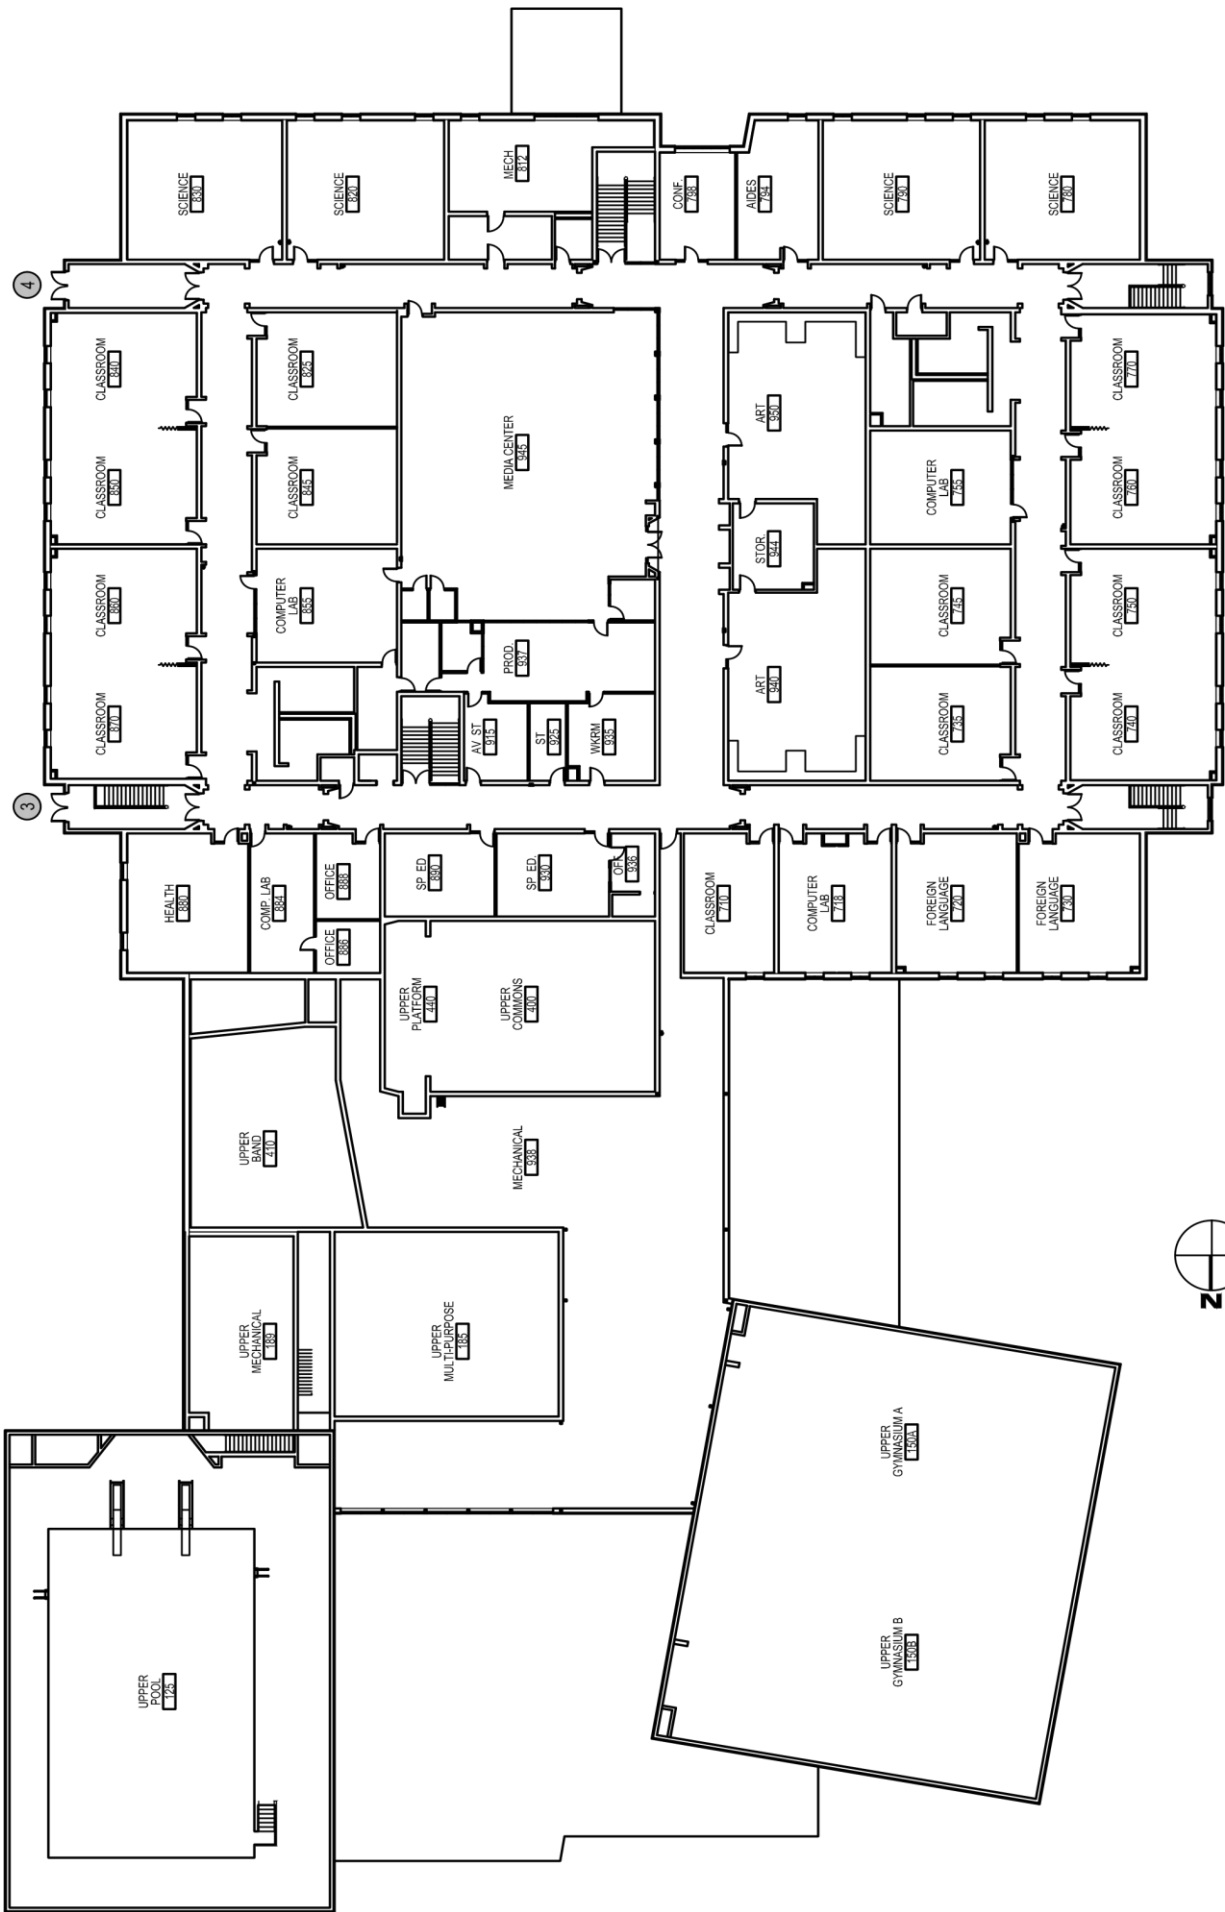 4
3
SCIENCE
830
SCIENCE
820
MECH
812
CONF.
798
AIDES
794
SCIENCE
790
SCIENCE
780
CLASSROOM
840
CLASSROOM
825
CLASSROOM
850
CLASSROOM
845
MEDIA CENTER
945
ART
950
CLASSROOM
770
COMPUTER
LAB
755
CLASSROOM
760
STOR.
944
CLASSROOM
860
COMPUTER
LAB
855
CLASSROOM
745
CLASSROOM
750
PROD.
937
CLASSROOM
870
AV ST
915
ST
925
WKRM
935
ART
940
CLASSROOM
735
CLASSROOM
740
HEALTH
880
COMP. LAB
884
OFFICE
888
OFFICE
886
SP ED
890
SP. ED.
930
OFF.
936
CLASSROOM
710
COMPUTER
LAB
718
FOREIGN
LANGUAGE
720
FOREIGN
LANGUAGE
730
UPPER
PLATFORM
440
UPPER
COMMONS
400
UPPER
BAND
410
MECHANICAL
938
UPPER
MECHANICAL
189
UPPER
MULTI-PURPOSE
185
UPPER
GYMNASIUM A
150A
UPPER
GYMNASIUM B
150B
UPPER
POOL
125
N